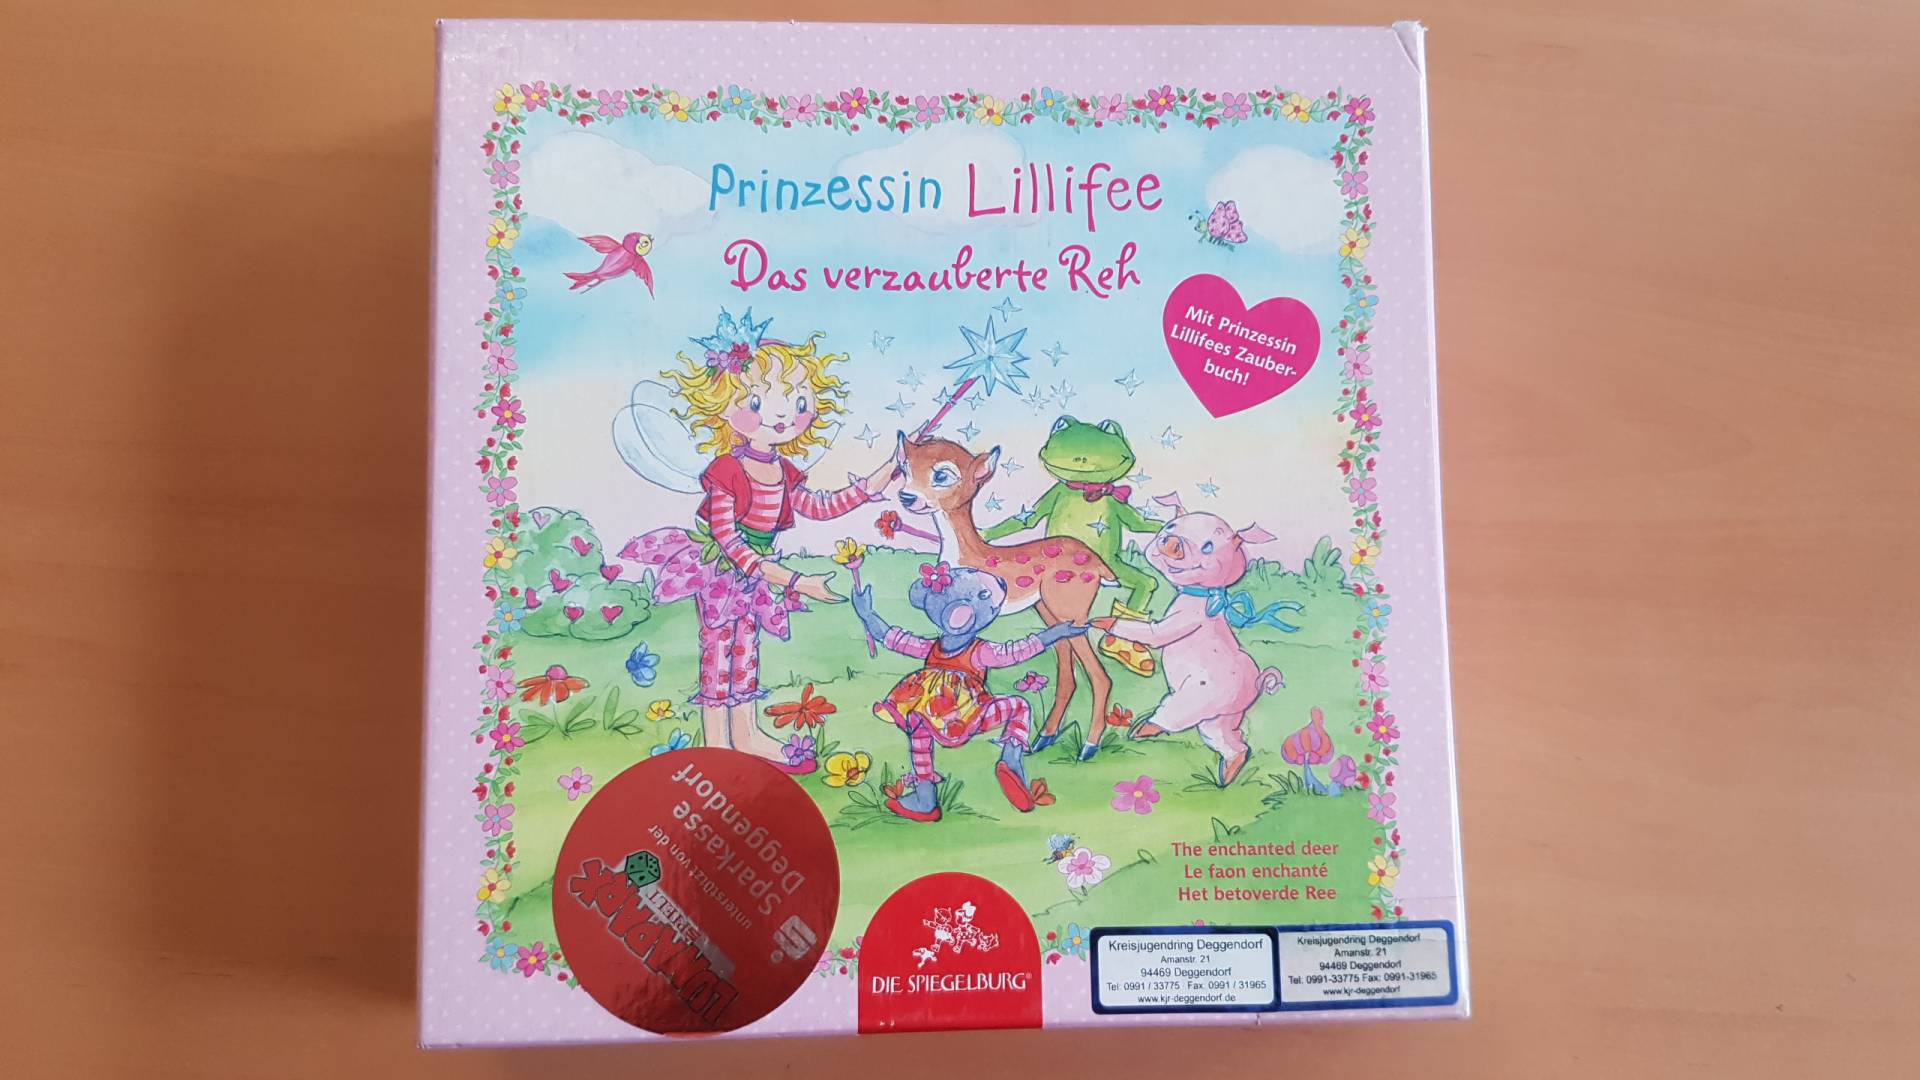 Prinzessin Lillifee
Das verzauberte Reh
Mit Prinzessin
Lillifees Zauber-
buch!
The enchanted deer
Le faon enchanté
Het betoverde Ree
unterstützt von der
Sparkasse
Deggendorf
DIE SPIEGELBURG®
Kreisjugendring Deggendorf
Amanstr. 21
94469 Deggendorf
Tel: 0991 / 33775 Fax: 0991 / 31965
www.kjr-deggendorf.de
Kreisjugendring Deggendorf
Amanstr. 21
94469 Deggendorf
Tel: 0991-33775 Fax: 0991-31965
www.kjr-deggendorf